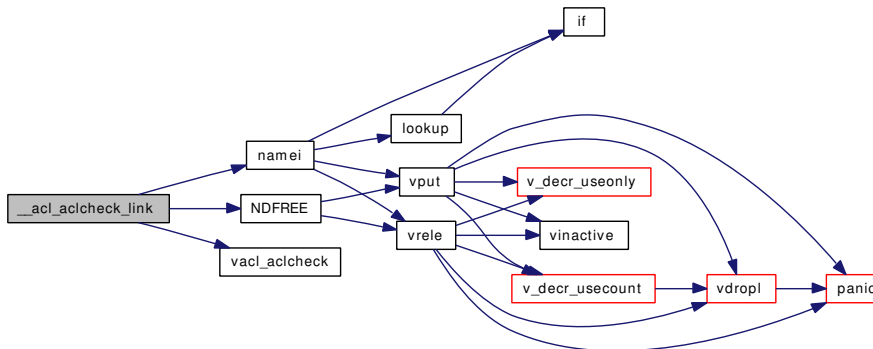 if
lookup
namei
vput
v_decr_useonly
__acl_aclcheck_link
NDFREE
vrele
vinactive
vacl_aclcheck
v_decr_usecount
vdropl
panic